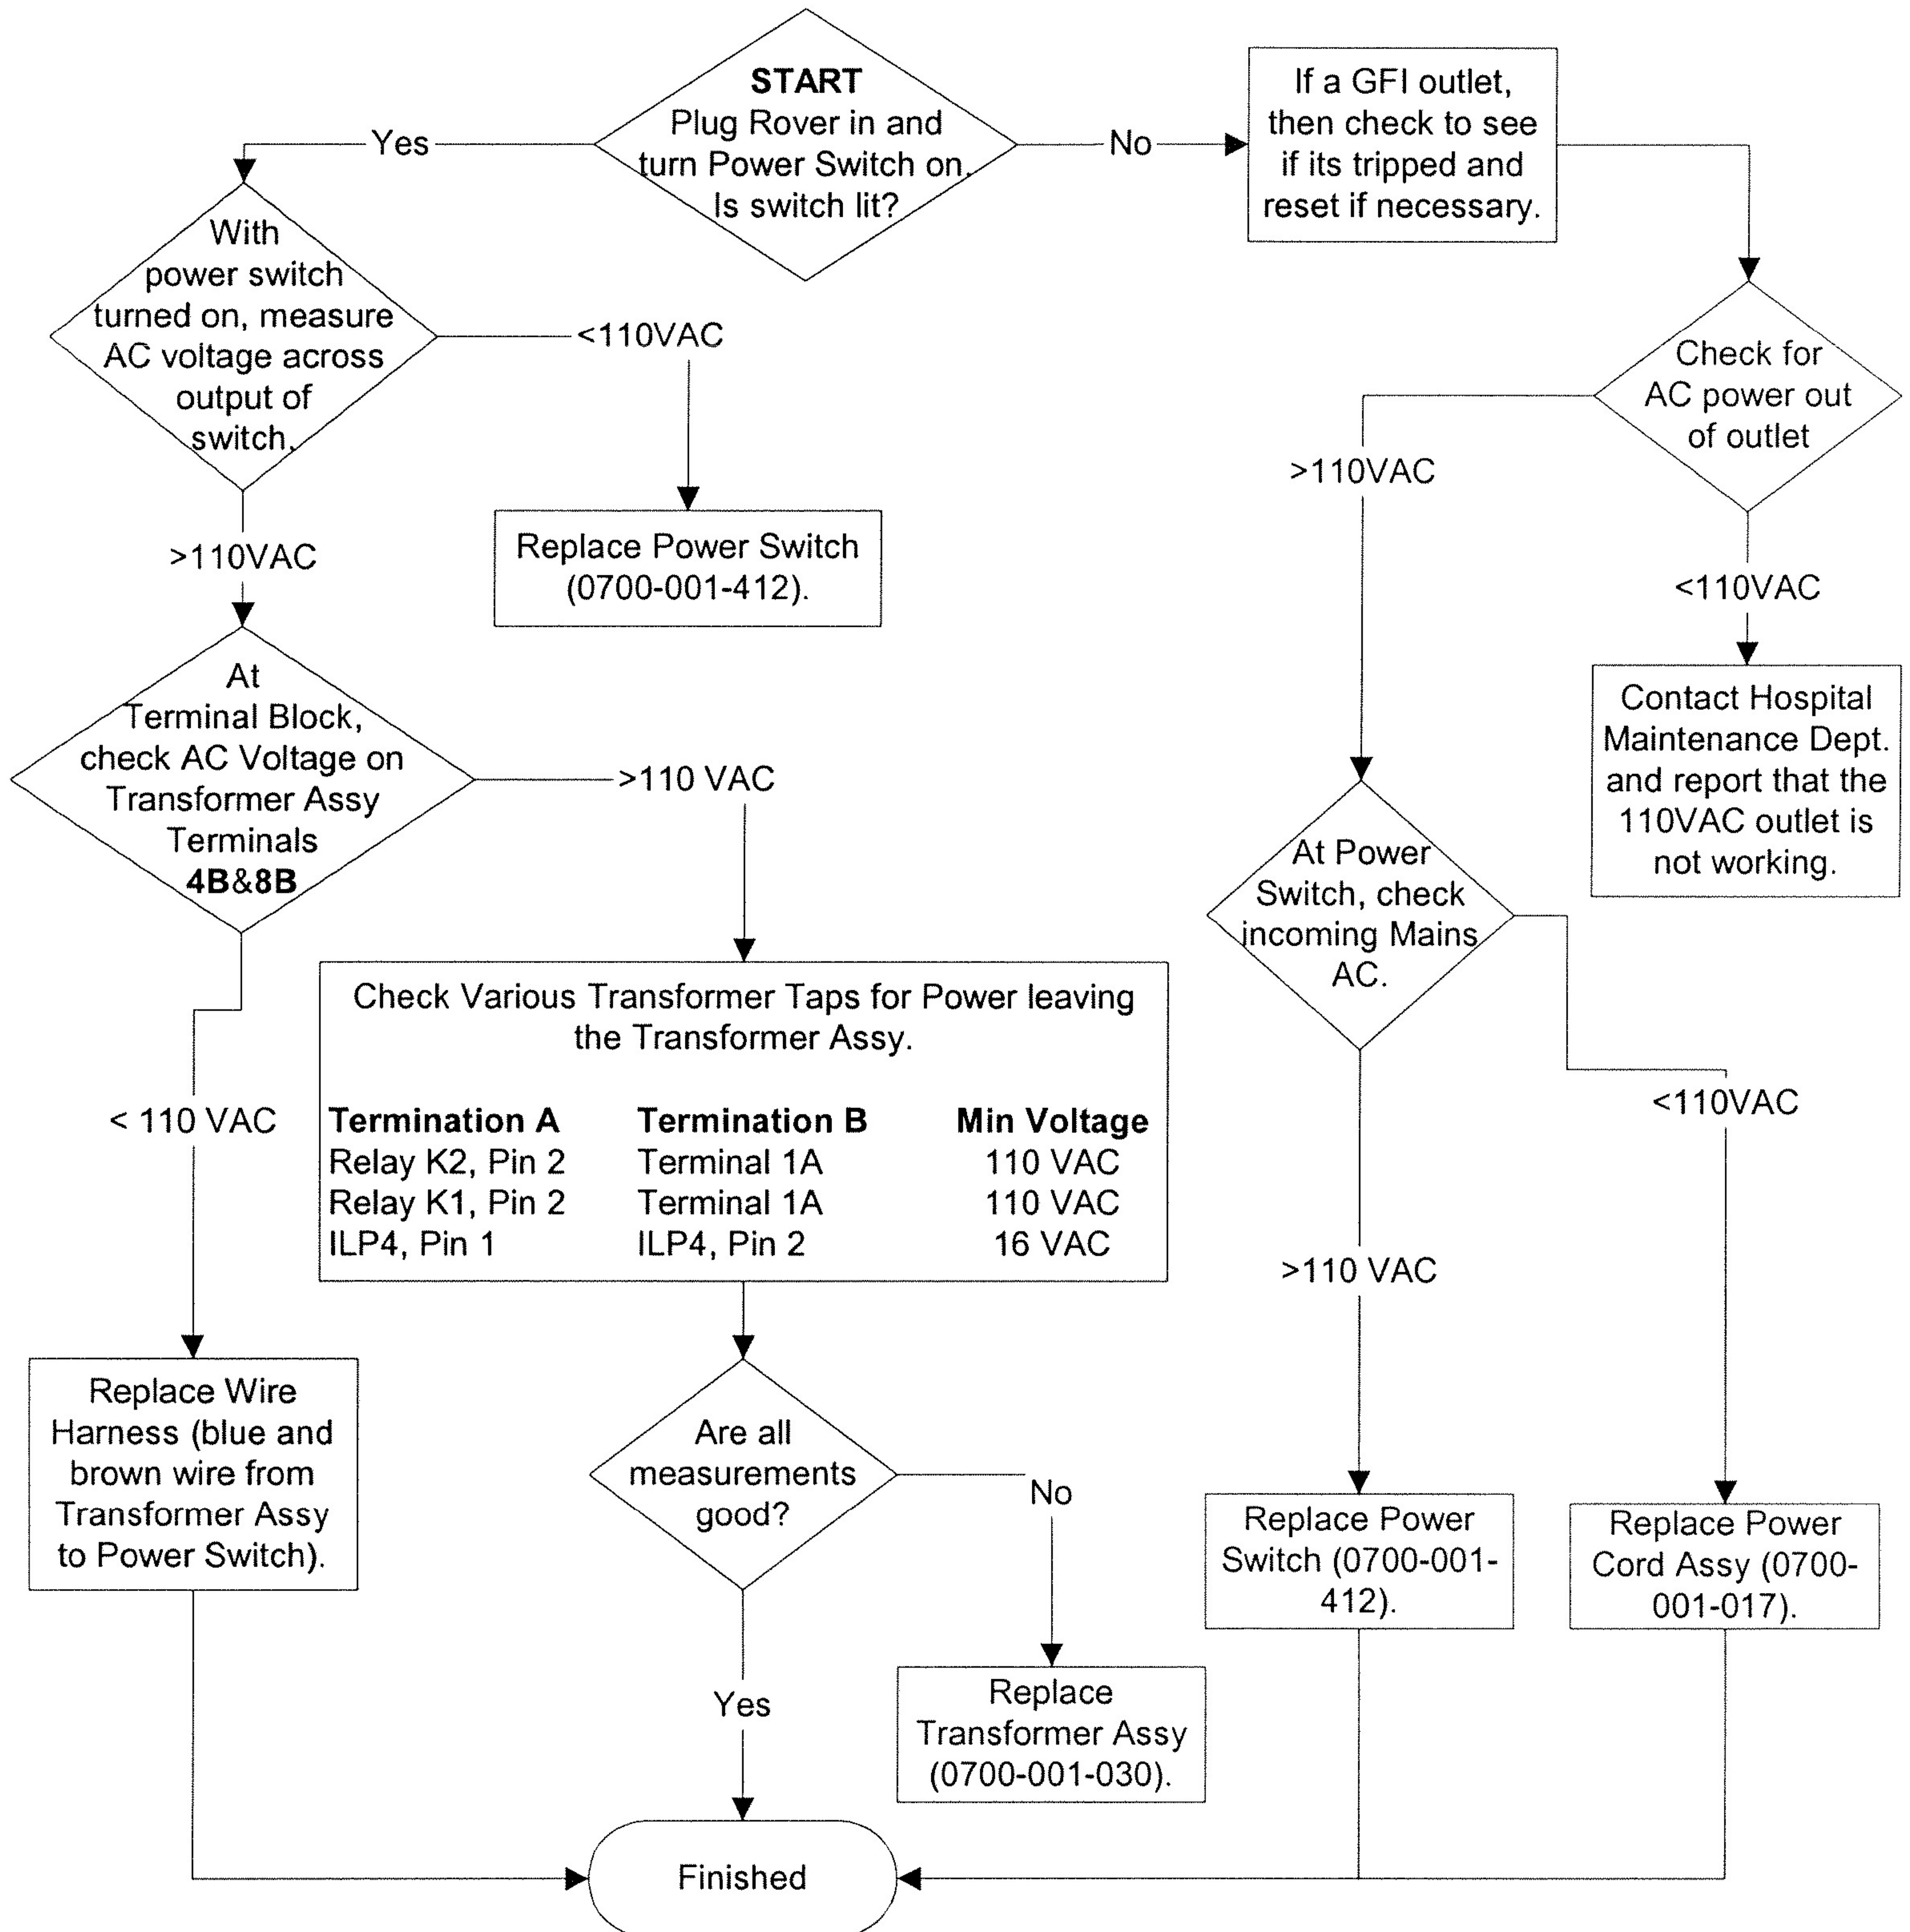 START
Plug Rover in and
turn Power Switch on.
Is switch lit?
Yes
No
If a GFI outlet,
then check to see
if its tripped and
reset if necessary.
With
power switch
turned on, measure
AC voltage across
output of
switch.
<110VAC
>110VAC
Replace Power Switch
(0700-001-412).
Check for
AC power out
of outlet
>110VAC
<110VAC
Contact Hospital
Maintenance Dept.
and report that the
110VAC outlet is
not working.
At
Terminal Block,
check AC Voltage on
Transformer Assy
Terminals
4B&8B
>110 VAC
< 110 VAC
At Power
Switch, check
incoming Mains
AC.
<110VAC
>110 VAC
Check Various Transformer Taps for Power leaving
the Transformer Assy.
Termination A Termination B Min Voltage
Relay K2, Pin 2 Terminal 1A 110 VAC
Relay K1, Pin 2 Terminal 1A 110 VAC
ILP4, Pin 1 ILP4, Pin 2 16 VAC
Replace Wire
Harness (blue and
brown wire from
Transformer Assy
to Power Switch).
Are all
measurements
good?
No
Yes
Replace Power
Switch (0700-001-
412).
Replace Power
Cord Assy (0700-
001-017).
Replace
Transformer Assy
(0700-001-030).
Finished